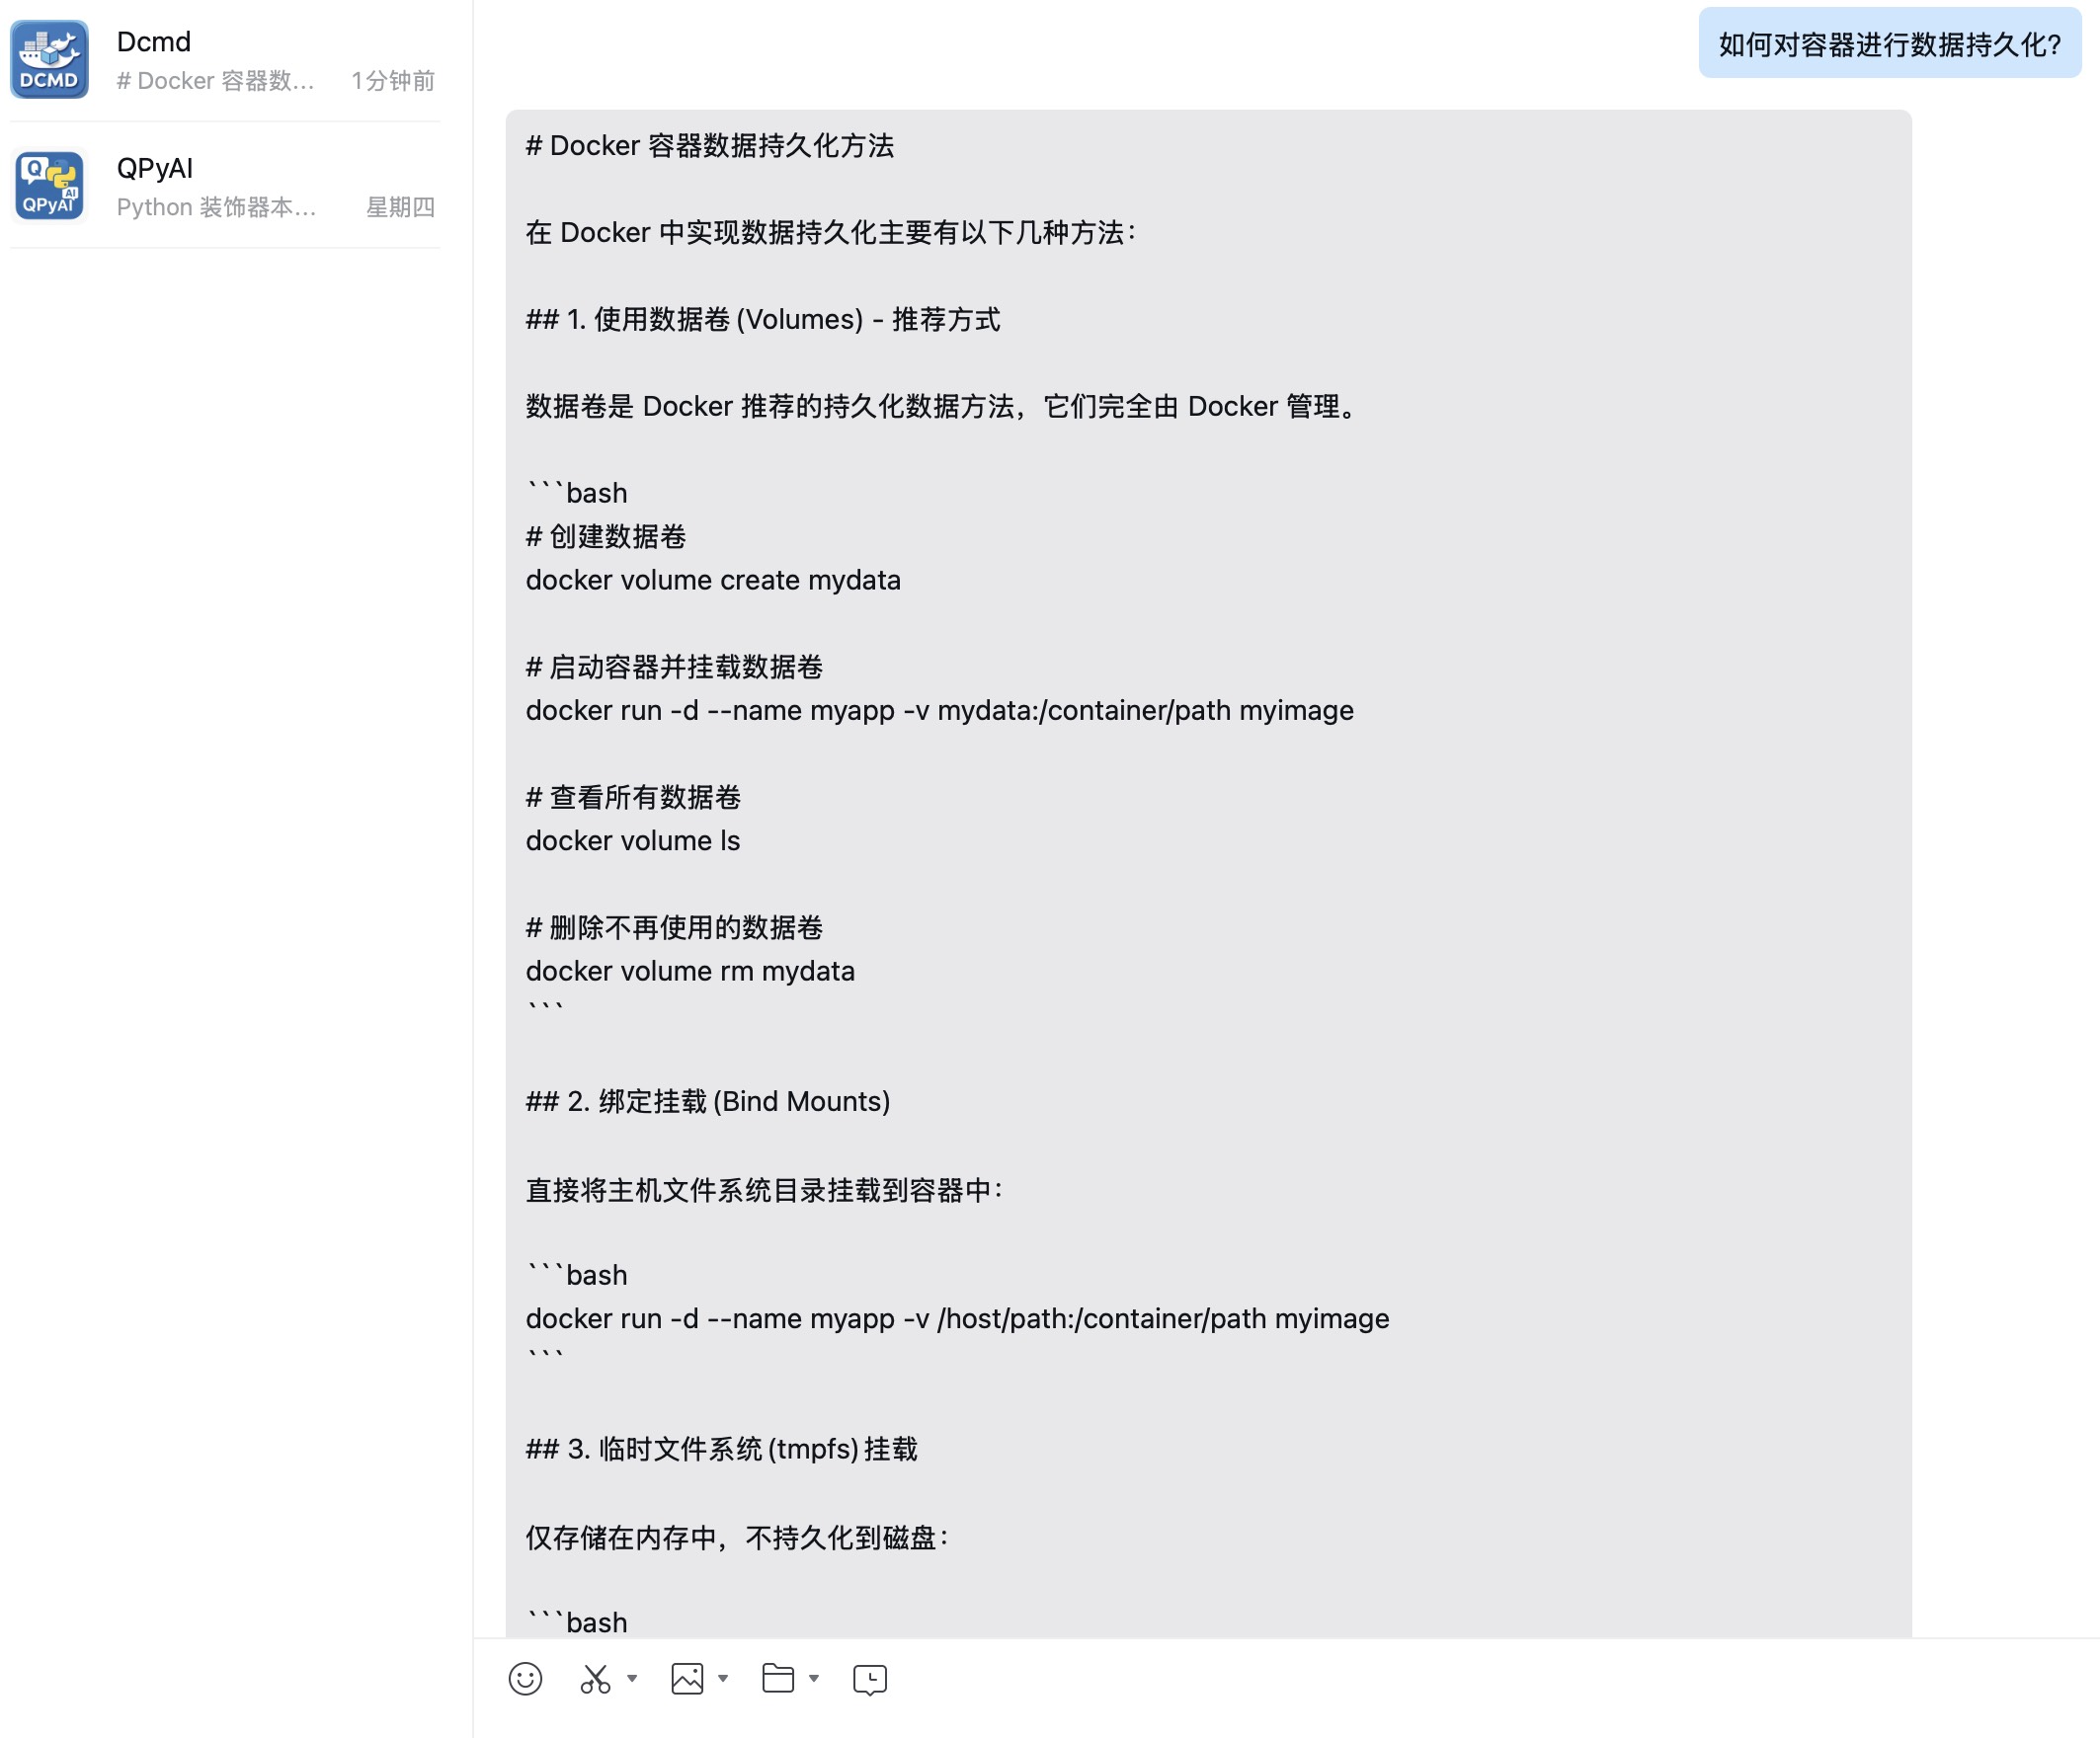 DCMD
Dcmd
# Docker 容器数... 1分钟前
Q
AI
QPyAI
QPyAI
Python 装饰器本... 星期四
如何对容器进行数据持久化?
# Docker 容器数据持久化方法
在 Docker 中实现数据持久化主要有以下几种方法：
## 1. 使用数据卷(Volumes) - 推荐方式
数据卷是 Docker 推荐的持久化数据方法，它们完全由 Docker 管理。
```bash
# 创建数据卷
docker volume create mydata
# 启动容器并挂载数据卷
docker run -d --name myapp -v mydata:/container/path myimage
# 查看所有数据卷
docker volume ls
# 删除不再使用的数据卷
docker volume rm mydata
```
## 2. 绑定挂载(Bind Mounts)
直接将主机文件系统目录挂载到容器中：
```bash
docker run -d --name myapp -v /host/path:/container/path myimage
```
## 3. 临时文件系统(tmpfs)挂载
仅存储在内存中，不持久化到磁盘：
```bash